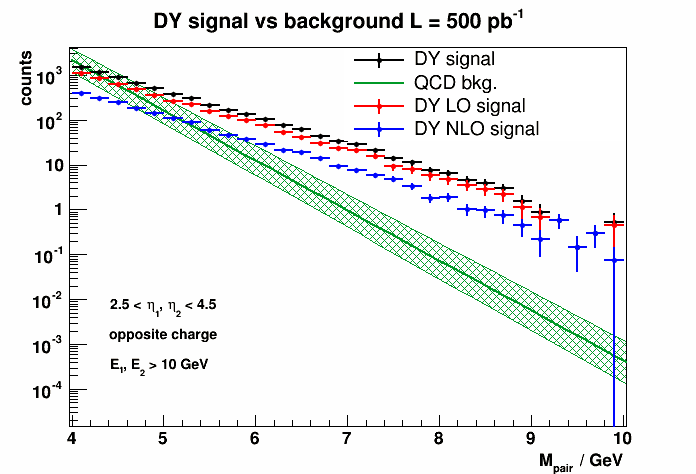 DY signal vs background L = 500 pb⁻¹
counts
DY signal
QCD bkg.
DY LO signal
DY NLO signal
10³
10²
10
1
10⁻¹
10⁻²
10⁻³
10⁻⁴
2.5 < η₁, η₂ < 4.5
opposite charge
E₁, E₂ > 10 GeV
4 5 6 7 8 9 10
M_pair / GeV